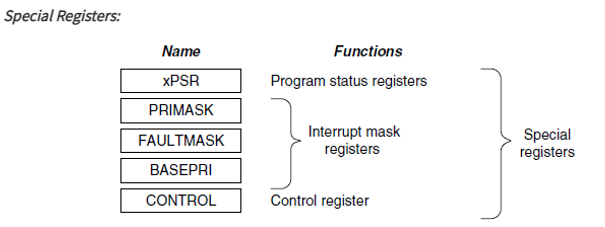 Special Registers:
Name Functions
xPSR Program status registers
PRIMASK
FAULTMASK Interrupt mask registers
BASEPRI
CONTROL Control register
Special registers